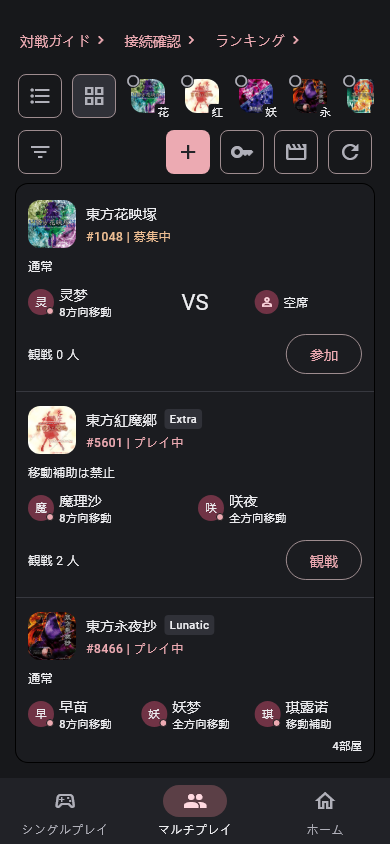 対戦ガイド 接続確認 ランキング
花 红 妖 永
東方花映塚
#1048 | 募集中
通常
灵 灵梦
8方向移動
VS
空席
観戦 0 人
参加
東方紅魔郷 Extra
#5601 | プレイ中
移動補助は禁止
魔 魔理沙
8方向移動
咲 咲夜
全方向移動
観戦 2 人
観戦
東方永夜抄 Lunatic
#8466 | プレイ中
通常
早 早苗
8方向移動
妖 妖梦
全方向移動
琪 琪露诺
移動補助
4部屋
シングルプレイ マルチプレイ ホーム